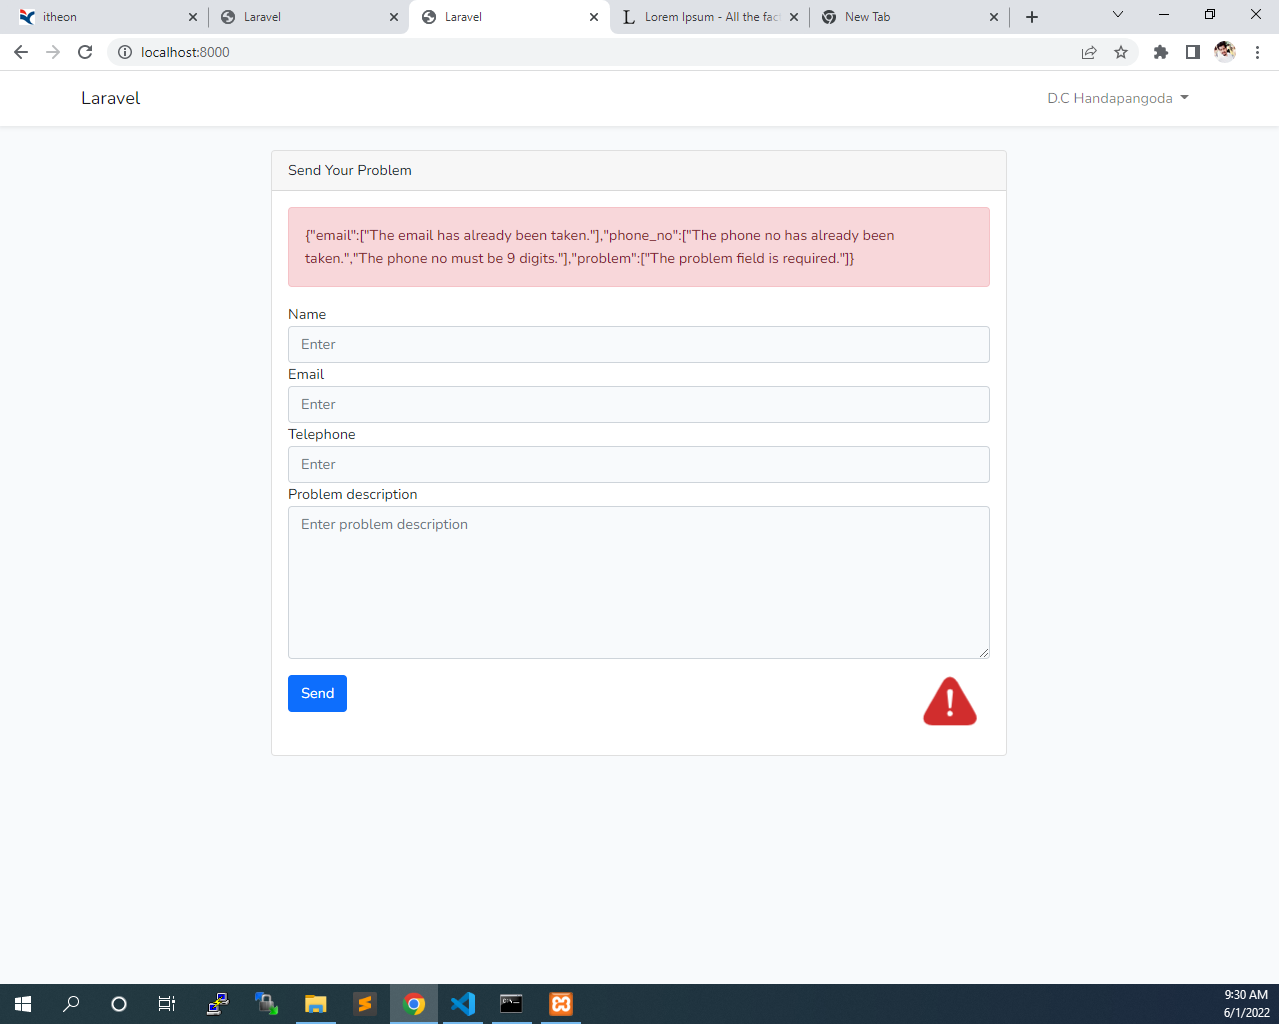 itheon
Laravel
Laravel
Lorem Ipsum - All the fac
New Tab
localhost:8000
Laravel
D.C Handapangoda
Send Your Problem
{"email":["The email has already been taken."],"phone_no":["The phone no has already been
taken.","The phone no must be 9 digits."],"problem":["The problem field is required."]}
Name
Enter
Email
Enter
Telephone
Enter
Problem description
Enter problem description
Send
9:30 AM
6/1/2022